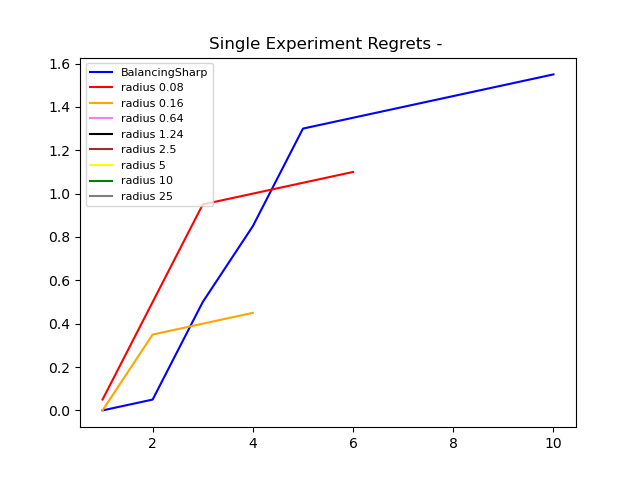 Single Experiment Regrets -
BalancingSharp
radius 0.08
radius 0.16
radius 0.64
radius 1.24
radius 2.5
radius 5
radius 10
radius 25
1.6
1.4
1.2
1.0
0.8
0.6
0.4
0.2
0.0
2 4 6 8 10